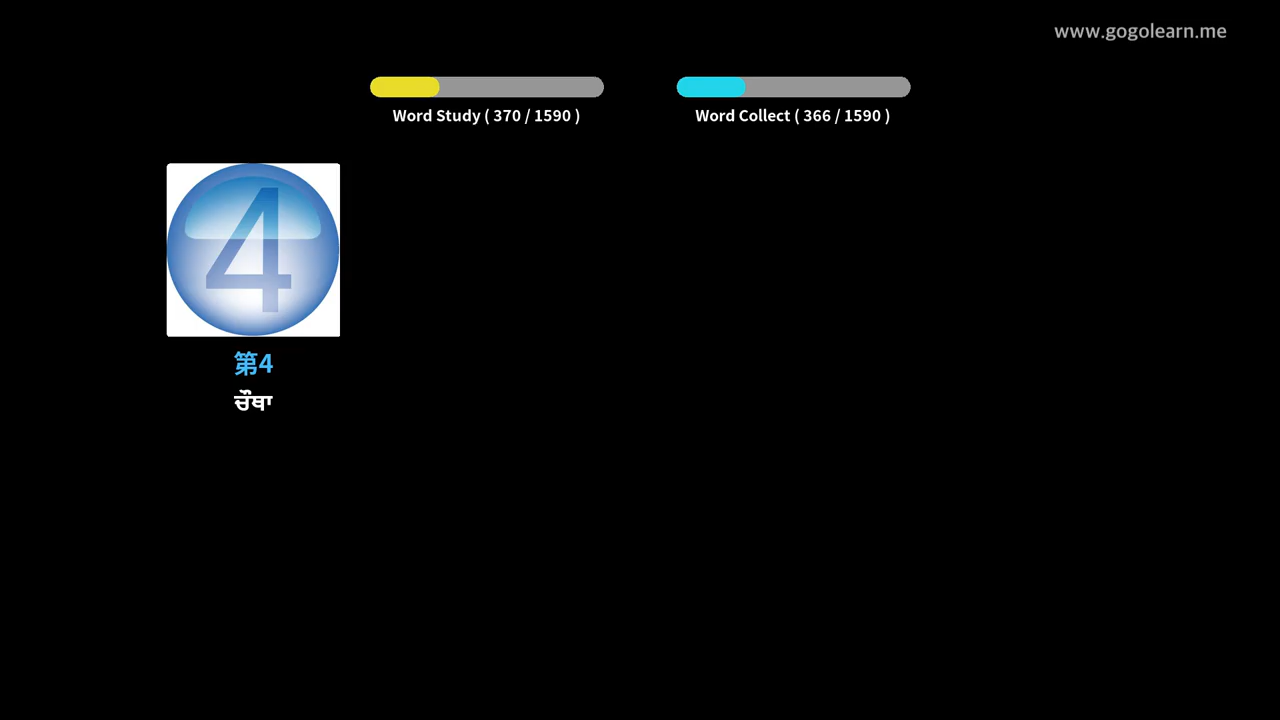 www.gogolearn.me
Word Study ( 370 / 1590 )
Word Collect ( 366 / 1590 )
4
第4
ਚੌਥਾ